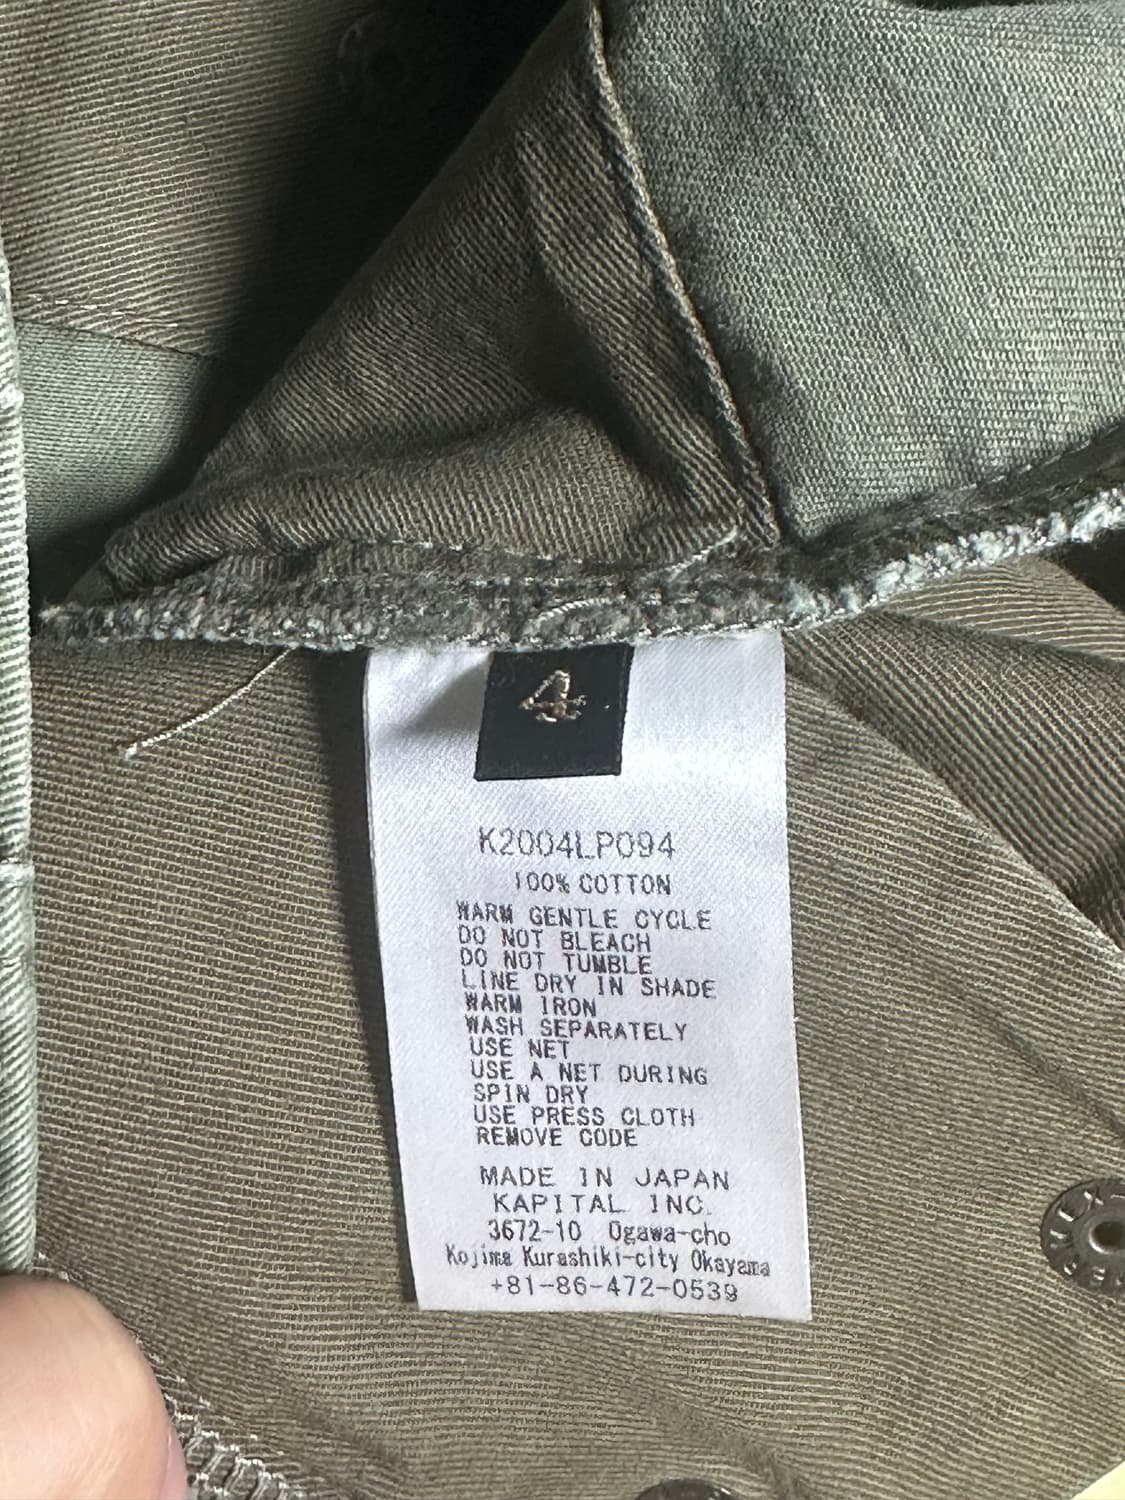 4
K2004LP094
100% COTTON
WARM GENTLE CYCLE
DO NOT BLEACH
DO NOT TUMBLE
LINE DRY IN SHADE
WARM IRON
WASH SEPARATELY
USE NET
USE A NET DURING
SPIN DRY
USE PRESS CLOTH
REMOVE CODE
MADE IN JAPAN
KAPITAL INC.
3672-10 Ogawa-cho
Kojima Kurashiki-city Okayama
+81-86-472-0539